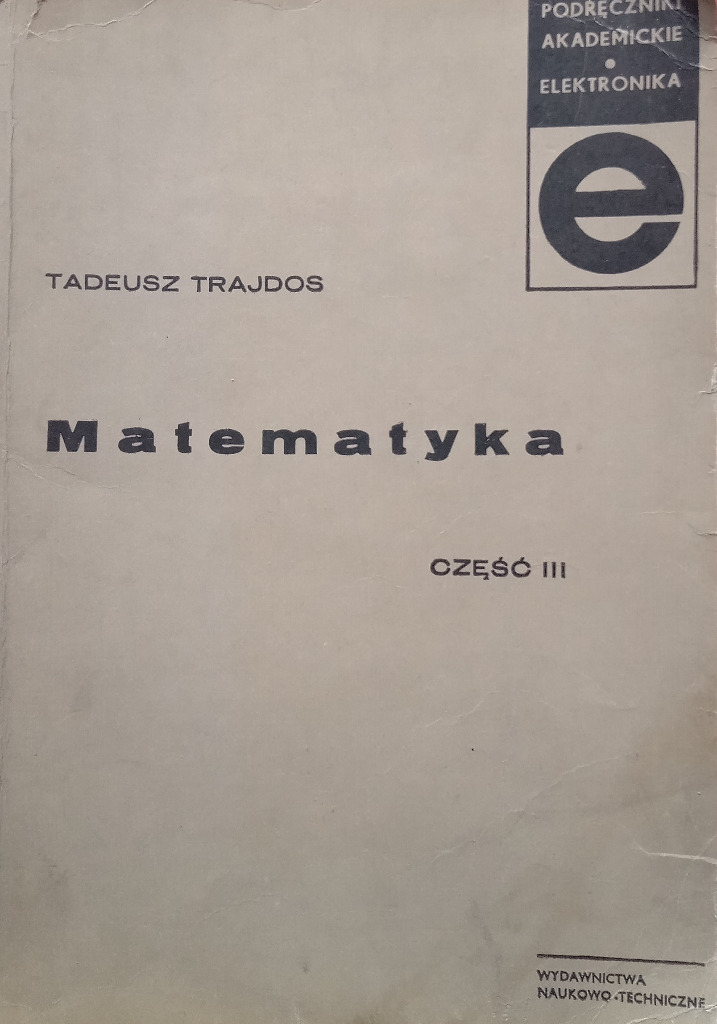 PODRĘCZNIKI
AKADEMICKIE
•
ELEKTRONIKA
e
TADEUSZ TRAJDOS
Matematyka
CZĘŚĆ III
WYDAWNICTWA
NAUKOWO-TECHNICZNE